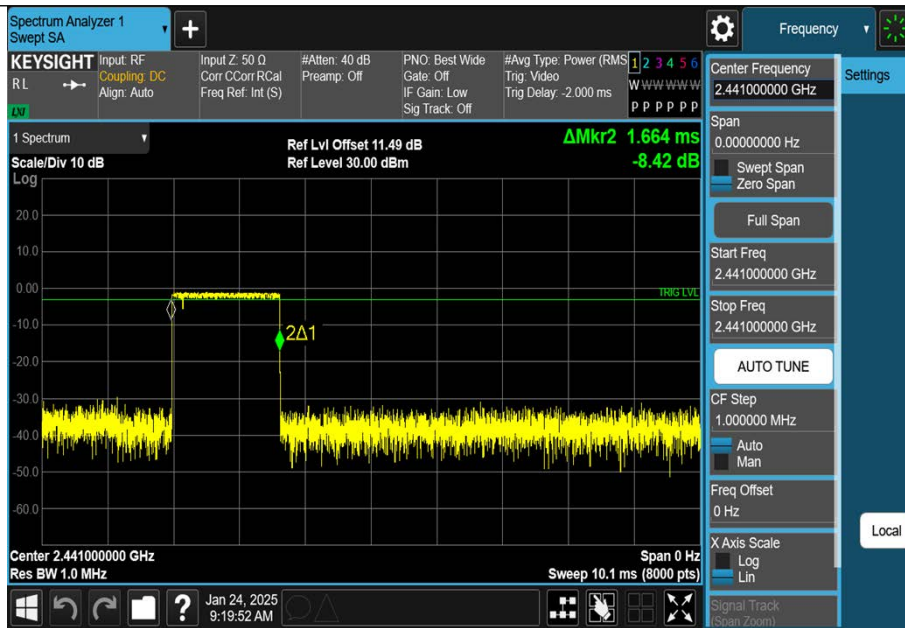 Spectrum Analyzer 1
Swept SA
+
Frequency
KEYSIGHT
RL
LXI
Input: RF
Coupling: DC
Align: Auto
Input Z: 50 Ω
Corr CCorr RCal
Freq Ref: Int (S)
#Atten: 40 dB
Preamp: Off
PNO: Best Wide
Gate: Off
IF Gain: Low
Sig Track: Off
#Avg Type: Power (RMS
Trig: Video
Trig Delay: -2.000 ms
1 2 3 4 5 6
W W W W W W
P P P P P P
1 Spectrum
Scale/Div 10 dB
Log
Ref Lvl Offset 11.49 dB
Ref Level 30.00 dBm
ΔMkr2 1.664 ms
-8.42 dB
20.0
10.0
0.00
-10.0
-20.0
-30.0
-40.0
-50.0
-60.0
TRIG LVL
2Δ1
Center 2.441000000 GHz
Res BW 1.0 MHz
Span 0 Hz
Sweep 10.1 ms (8000 pts)
?
Jan 24, 2025
9:19:52 AM
Center Frequency
2.441000000 GHz
Span
0.00000000 Hz
Swept Span
Zero Span
Full Span
Start Freq
2.441000000 GHz
Stop Freq
2.441000000 GHz
AUTO TUNE
CF Step
1.000000 MHz
Auto
Man
Freq Offset
0 Hz
X Axis Scale
Log
Lin
Signal Track
(Span Zoom)
Settings
Local